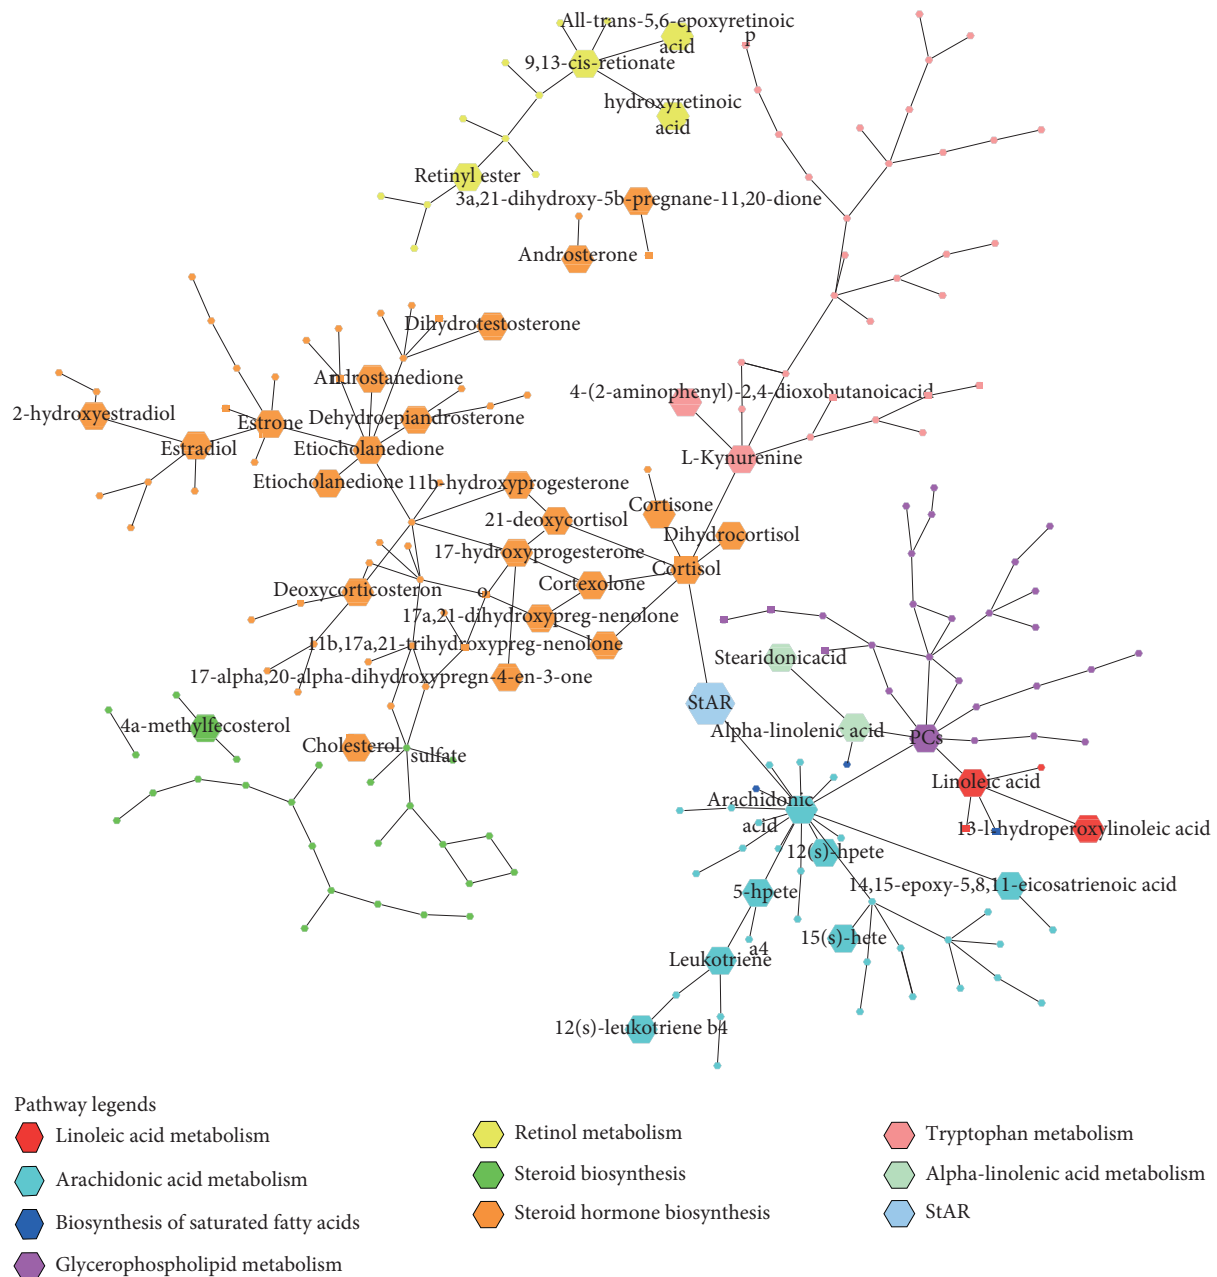 All-trans-5,6-epoxyretinoic
acid
p
9,13-cis-retionate
hydroxyretinoic
acid
Retinyl ester
3a,21-dihydroxy-5b-pregnane-11,20-dione
Androsterone
Dihydrotestosterone
Androstanedione
4-(2-aminophenyl)-2,4-dioxobutanoicacid
2-hydroxyestradiol
Estrone
Dehydroepiandrosterone
Estradiol
Etiocholanedione
L-Kynurenine
Etiocholanedione
11b-hydroxyprogesterone
Cortisone
21-deoxycortisol
Dihydrocortisol
17-hydroxyprogesterone
Cortisol
Cortexolone
Deoxycorticosteron
o
17a,21-dihydroxypreg-nenolone
11b,17a,21-trihydroxypreg-nenolone
Stearidonicacid
17-alpha,20-alpha-dihydroxypregn-4-en-3-one
StAR
4a-methylfecosterol
Alpha-linolenic acid
PCs
Cholesterol
sulfate
Linoleic acid
Arachidonic
acid
13-l-hydroperoxylinoleic acid
12(s)-hpete
5-hpete
14,15-epoxy-5,8,11-eicosatrienoic acid
15(s)-hete
a4
Leukotriene
12(s)-leukotriene b4
Pathway legends
Linoleic acid metabolism
Arachidonic acid metabolism
Biosynthesis of saturated fatty acids
Glycerophospholipid metabolism
Retinol metabolism
Steroid biosynthesis
Steroid hormone biosynthesis
Tryptophan metabolism
Alpha-linolenic acid metabolism
StAR